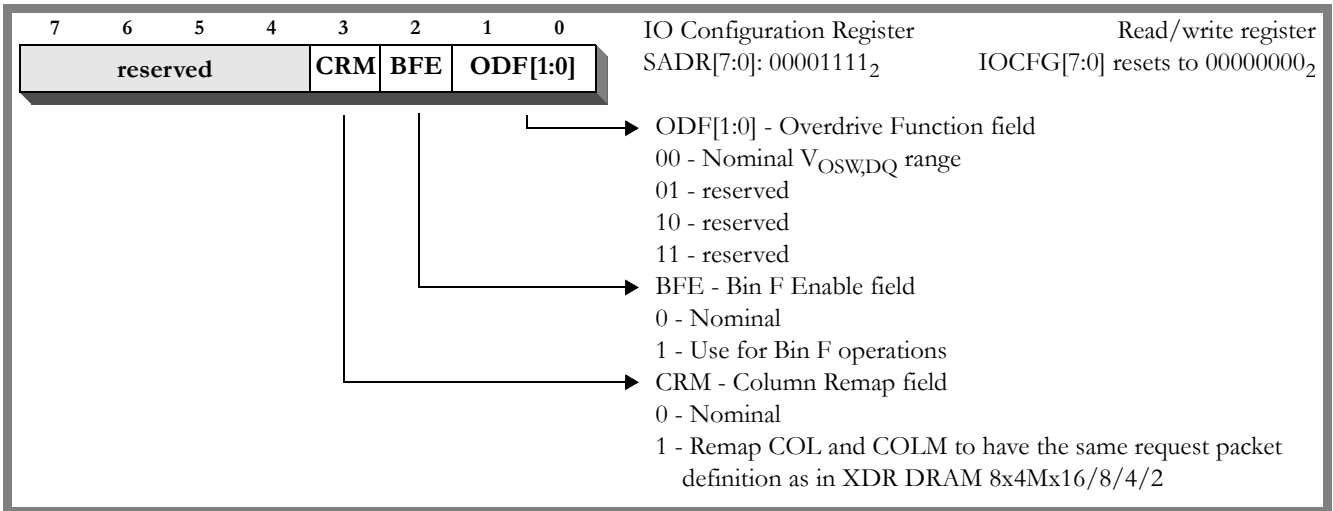 7 6 5 4 3 2 1 0
reserved CRM BFE ODF[1:0]
IO Configuration Register Read/write register
SADR[7:0]: 00001111₂ IOCFG[7:0] resets to 00000000₂
ODF[1:0] - Overdrive Function field
00 - Nominal VOSW,DQ range
01 - reserved
10 - reserved
11 - reserved
BFE - Bin F Enable field
0 - Nominal
1 - Use for Bin F operations
CRM - Column Remap field
0 - Nominal
1 - Remap COL and COLM to have the same request packet
definition as in XDR DRAM 8x4Mx16/8/4/2